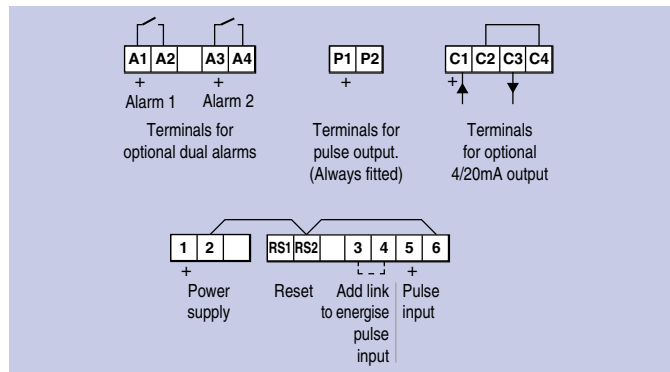 A1 A2 A3 A4
+ +
Alarm 1 Alarm 2
Terminals for
optional dual alarms
P1 P2
+
Terminals for
pulse output.
(Always fitted)
C1 C2 C3 C4
+
Terminals
for optional
4/20mA output
1 2
+
Power
supply
RS1 RS2 3 4 5 6
+
Reset
Add link
to energise
pulse
input
Pulse
input